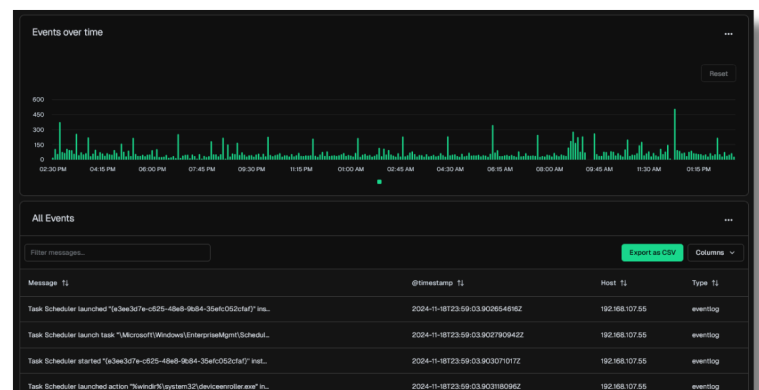 Events over time
Reset
600
450
300
150
0
02:30 PM 04:15 PM 06:00 PM 07:45 PM 09:30 PM 11:15 PM 01:00 AM 02:45 AM 04:30 AM 06:15 AM 08:00 AM 09:45 AM 11:30 AM 01:15 PM
All Events
Filter messages...
Export as CSV Columns
Message @timestamp Host Type
Task Scheduler launched "{e3ee3d7e-c625-48e8-9b84-35efc052cfaf}" ins... 2024-11-18T23:59:03.902654616Z 192.168.107.55 eventlog
Task Scheduler launch task "\Microsoft\Windows\EnterpriseMgmt\Schedul... 2024-11-18T23:59:03.902790942Z 192.168.107.55 eventlog
Task Scheduler started "{e3ee3d7e-c625-48e8-9b84-35efc052cfaf}" inst... 2024-11-18T23:59:03.903071017Z 192.168.107.55 eventlog
Task Scheduler launched action "%windir%\system32\deviceenroller.exe" in... 2024-11-18T23:59:03.903118096Z 192.168.107.55 eventlog